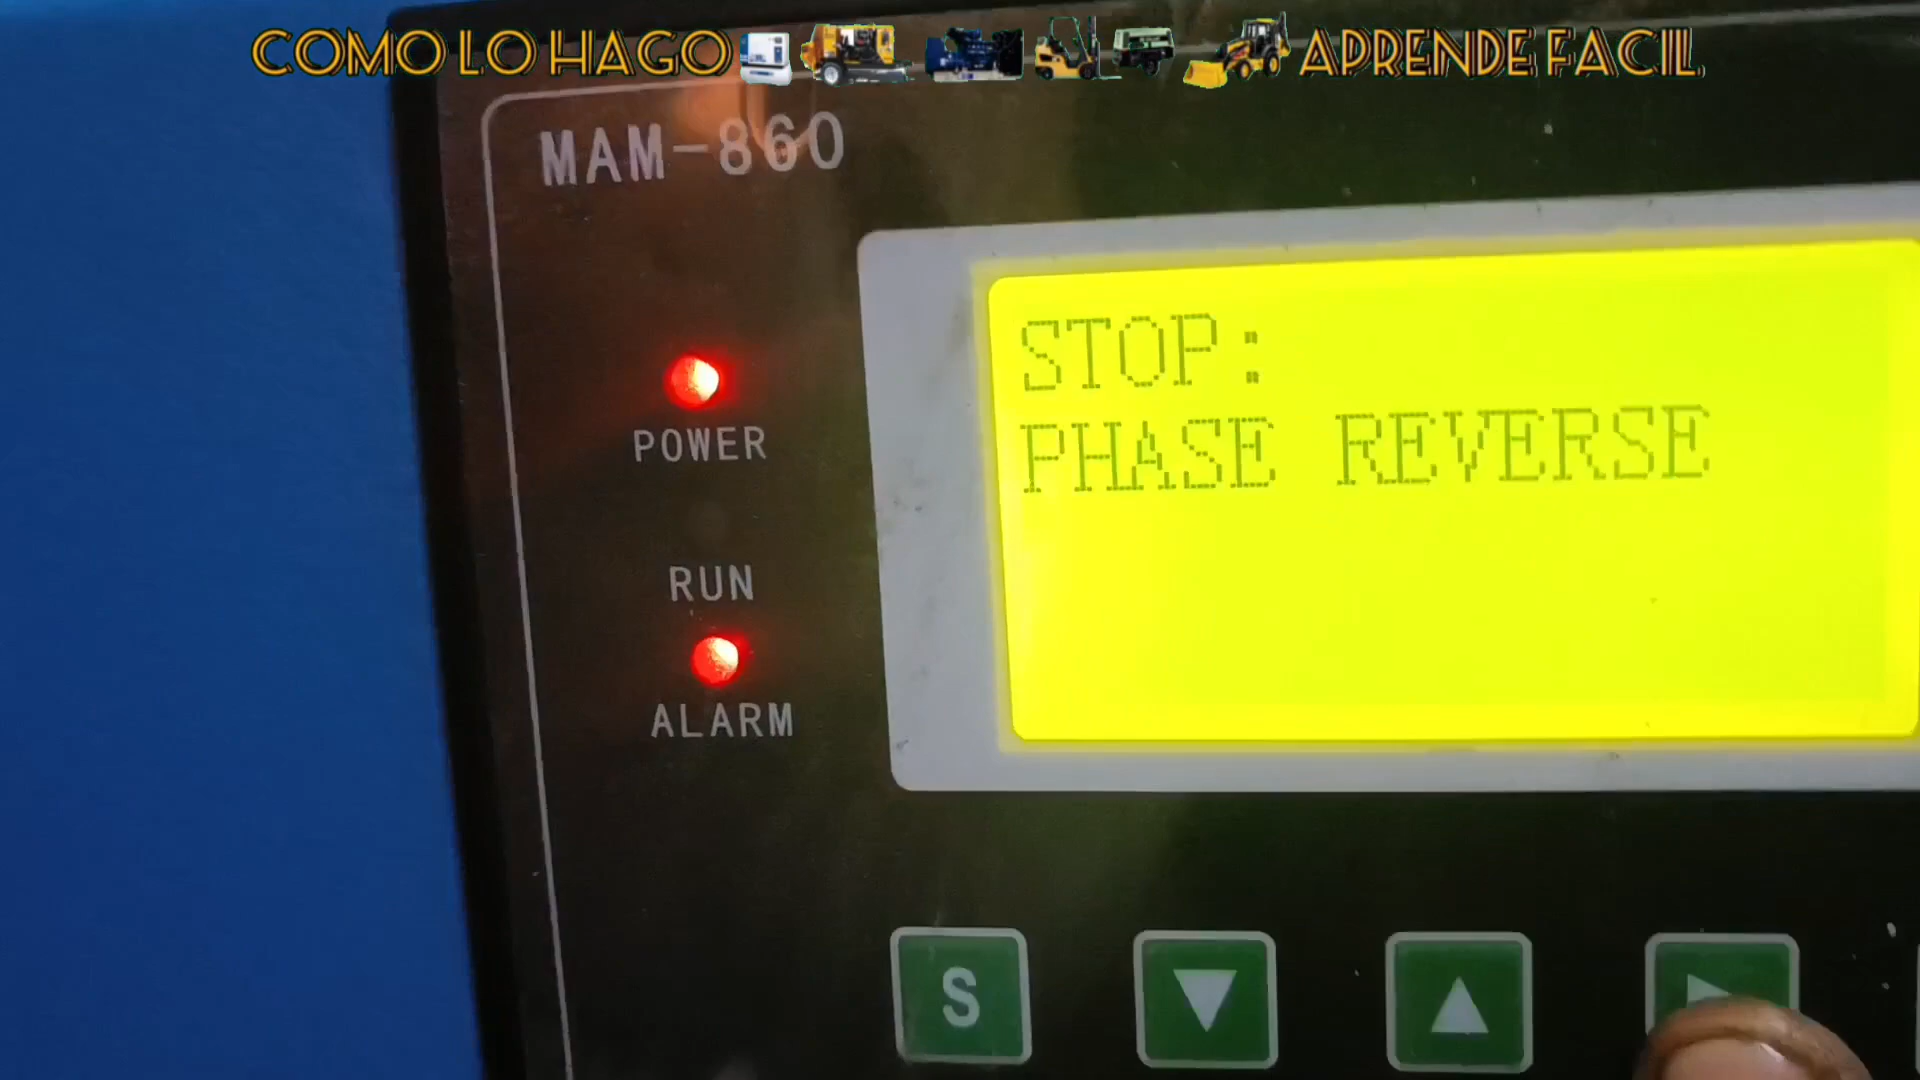 COMO LO HAGO APRENDE FACIL
MAM-860
STOP:
PHASE REVERSE
POWER
RUN
ALARM
S